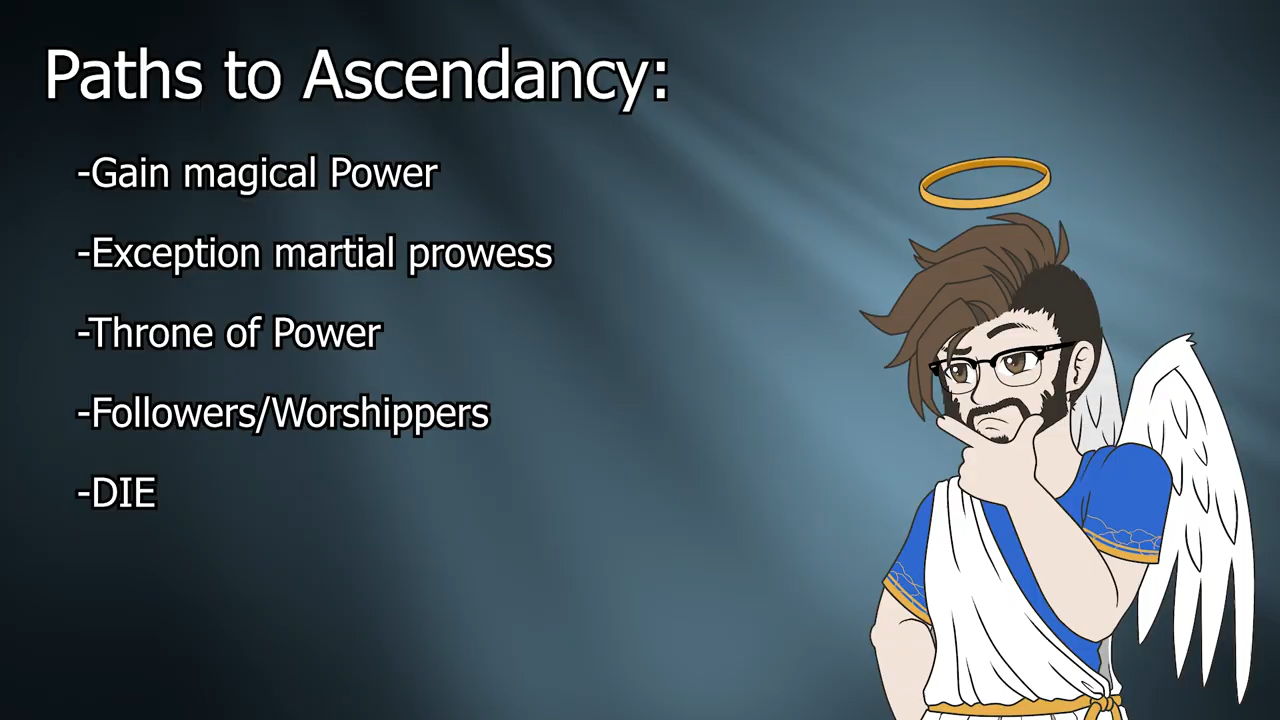 Paths to Ascendancy:
-Gain magical Power
-Exception martial prowess
-Throne of Power
-Followers/Worshippers
-DIE